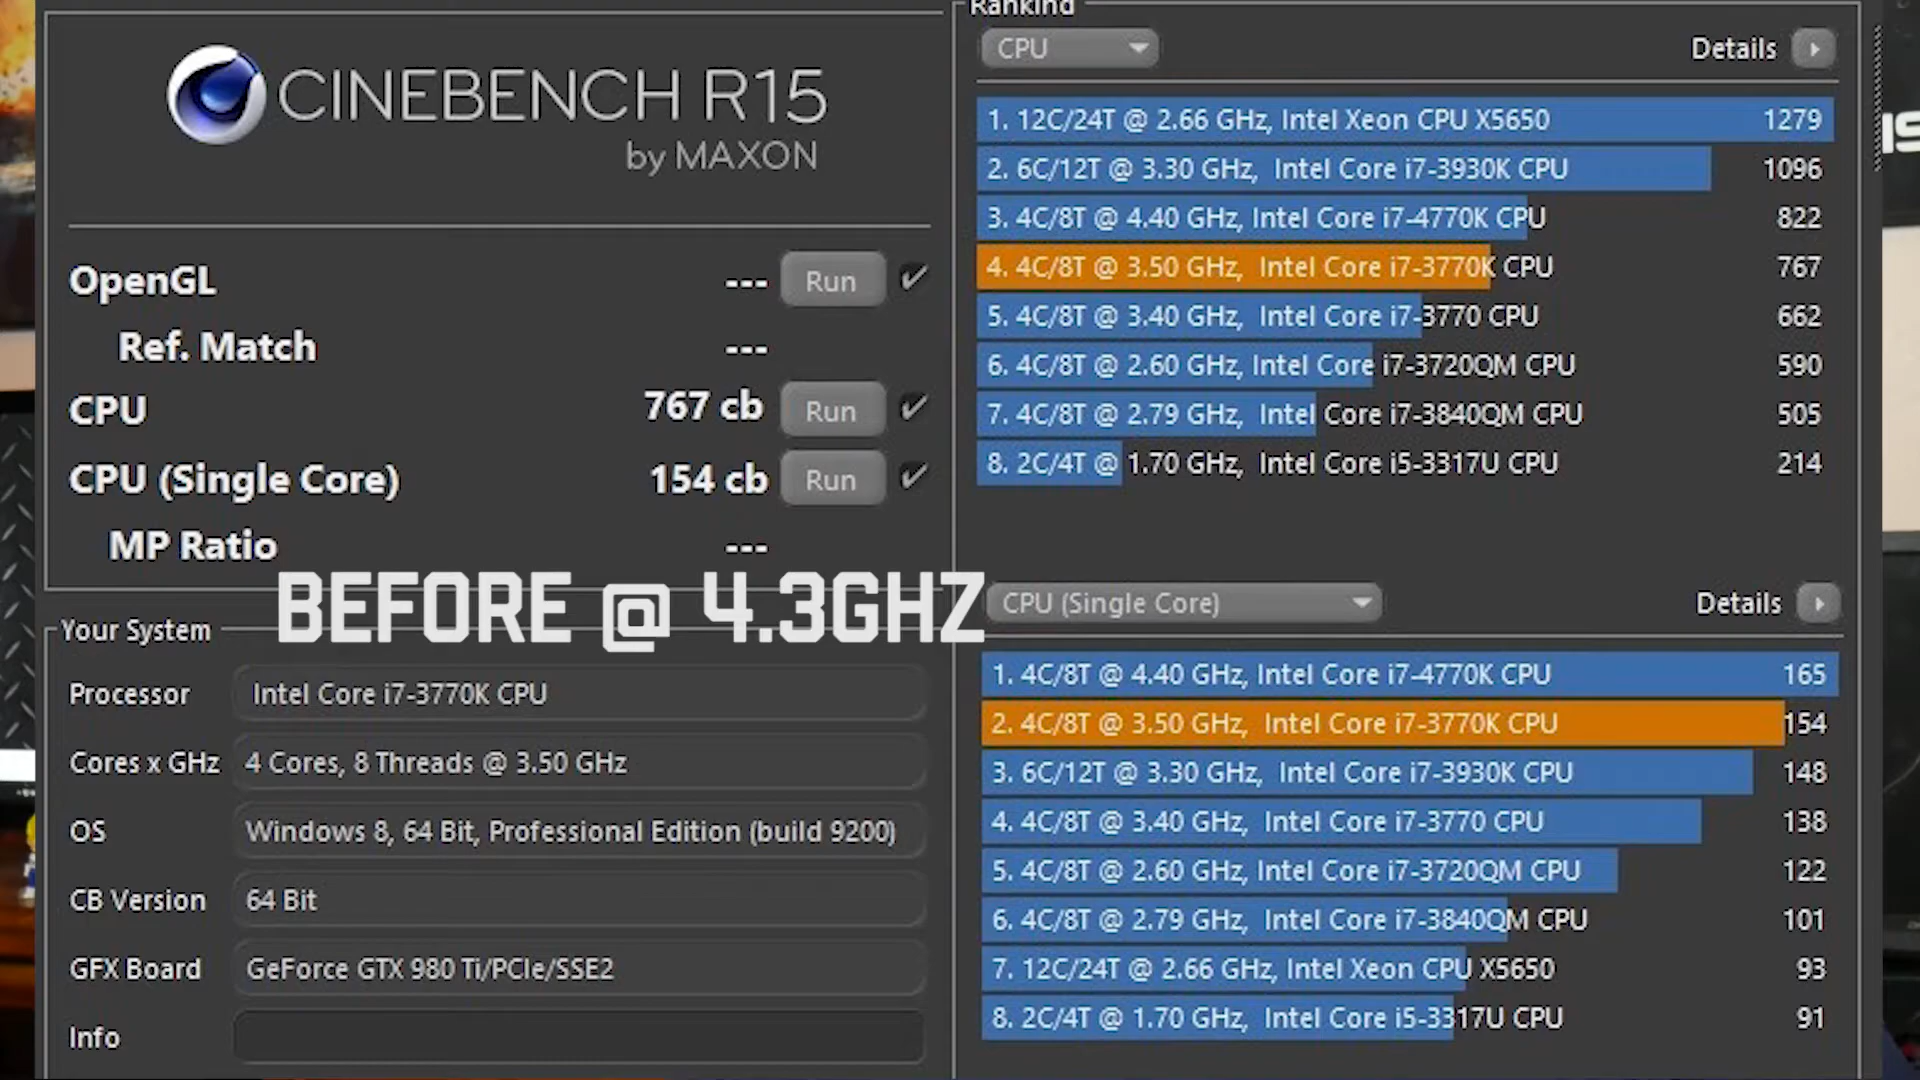 CINEBENCH R15
by MAXON
OpenGL --- Run
Ref. Match ---
CPU 767 cb Run
CPU (Single Core) 154 cb Run
MP Ratio ---
BEFORE @ 4.3GHZ
Your System
Processor Intel Core i7-3770K CPU
Cores x GHz 4 Cores, 8 Threads @ 3.50 GHz
OS Windows 8, 64 Bit, Professional Edition (build 9200)
CB Version 64 Bit
GFX Board GeForce GTX 980 Ti/PCIe/SSE2
Info
Ranking
CPU Details
1. 12C/24T @ 2.66 GHz, Intel Xeon CPU X5650 1279
2. 6C/12T @ 3.30 GHz, Intel Core i7-3930K CPU 1096
3. 4C/8T @ 4.40 GHz, Intel Core i7-4770K CPU 822
4. 4C/8T @ 3.50 GHz, Intel Core i7-3770K CPU 767
5. 4C/8T @ 3.40 GHz, Intel Core i7-3770 CPU 662
6. 4C/8T @ 2.60 GHz, Intel Core i7-3720QM CPU 590
7. 4C/8T @ 2.79 GHz, Intel Core i7-3840QM CPU 505
8. 2C/4T @ 1.70 GHz, Intel Core i5-3317U CPU 214
CPU (Single Core) Details
1. 4C/8T @ 4.40 GHz, Intel Core i7-4770K CPU 165
2. 4C/8T @ 3.50 GHz, Intel Core i7-3770K CPU 154
3. 6C/12T @ 3.30 GHz, Intel Core i7-3930K CPU 148
4. 4C/8T @ 3.40 GHz, Intel Core i7-3770 CPU 138
5. 4C/8T @ 2.60 GHz, Intel Core i7-3720QM CPU 122
6. 4C/8T @ 2.79 GHz, Intel Core i7-3840QM CPU 101
7. 12C/24T @ 2.66 GHz, Intel Xeon CPU X5650 93
8. 2C/4T @ 1.70 GHz, Intel Core i5-3317U CPU 91